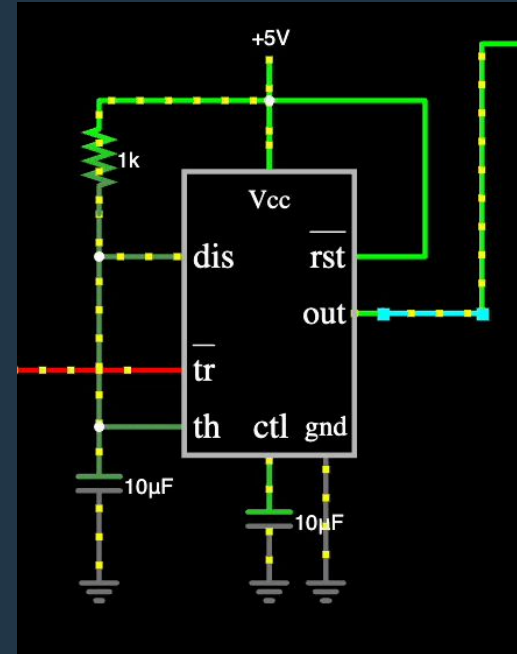 +5V
1k
Vcc
dis
rst
out
tr
th
ctl
gnd
10µF
10µF